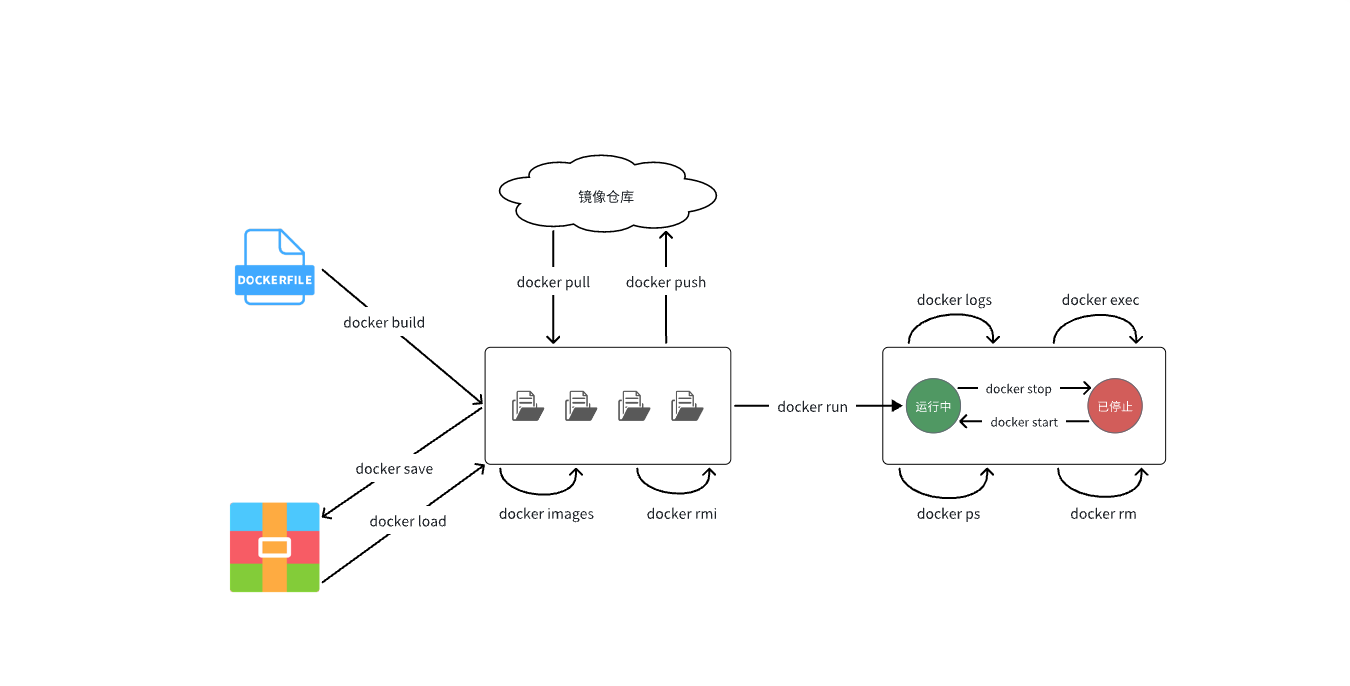 镜像仓库
DOCKERFILE
docker pull
docker push
docker build
docker logs
docker exec
docker run
运行中
docker stop
docker start
已停止
docker save
docker load
docker images
docker rmi
docker ps
docker rm